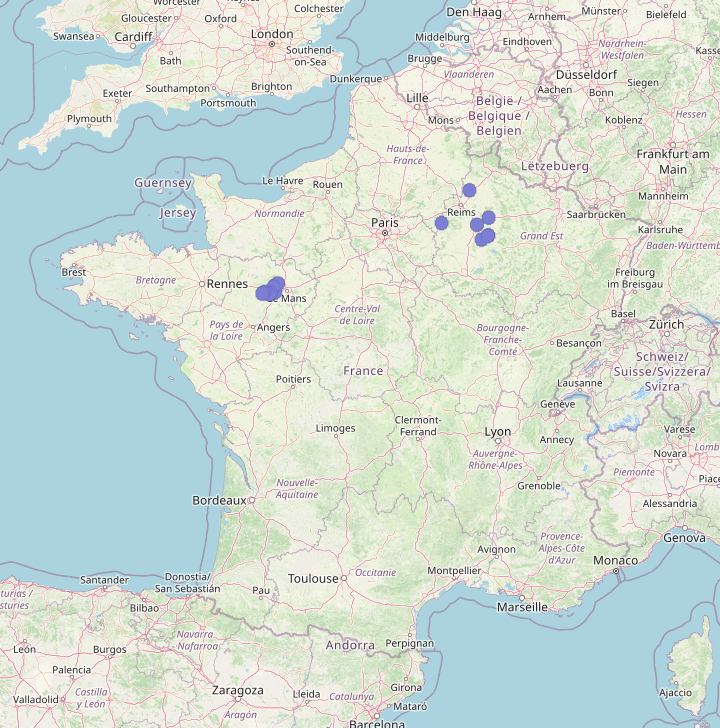 Worcester
Colchester
Den Haag
Arnhem
Münster
Bielefeld
Gloucester
Oxford
Swansea
Cardiff
London
Middelburg
Eindhoven
Nordrhein-
Westfalen
Kasse
Bath
Southend-
on-Sea
Brugge
Vlaanderen
Düsseldorf
Dunkerque
Exeter
Southampton
Brighton
Lille
België /
Belgique /
Belgien
Aachen
Siegen
Bonn
Portsmouth
Plymouth
Mons
Koblenz
Hessen
Hauts-de-
France
Lëtzebuerg
Frankfurt am
Main
Guernsey
Le Havre
Rouen
Mannheim
Jersey
Normandie
Reims
Saarbrücken
Paris
Grand Est
Karlsruhe
Baden-Württemb
Brest
Bretagne
Rennes
Freiburg
im Breisgau
Le Mans
Centre-Val
de Loire
Basel
Zürich
Pays de
la Loire
Angers
Bourgogne-
Franche-
Comté
Besançon
Schweiz/
Suisse/Svizzera/
Svizra
France
Poitiers
Lausanne
Genève
Limoges
Clermont-
Ferrand
Lyon
Annecy
Varese
Novara
Lomb
Auvergne-
Rhône-Alpes
Piemonte
Piace
Nouvelle-
Aquitaine
Grenoble
Bordeaux
Alessandria
Provence-
Alpes-Côte
d'Azur
Genova
Avignon
Monaco
Santander
Donostia/
San Sebastián
Toulouse
Occitanie
Montpellier
Pau
Marseille
turias /
sturies
Bilbao
León
Burgos
Navarra
Nafarroa
Andorra
Perpignan
Palencia
Girona
Ajaccio
Valladolid
Castilla
y León
Zaragoza
Lleida
Catalunya
Mataró
Aragón
Barcelona